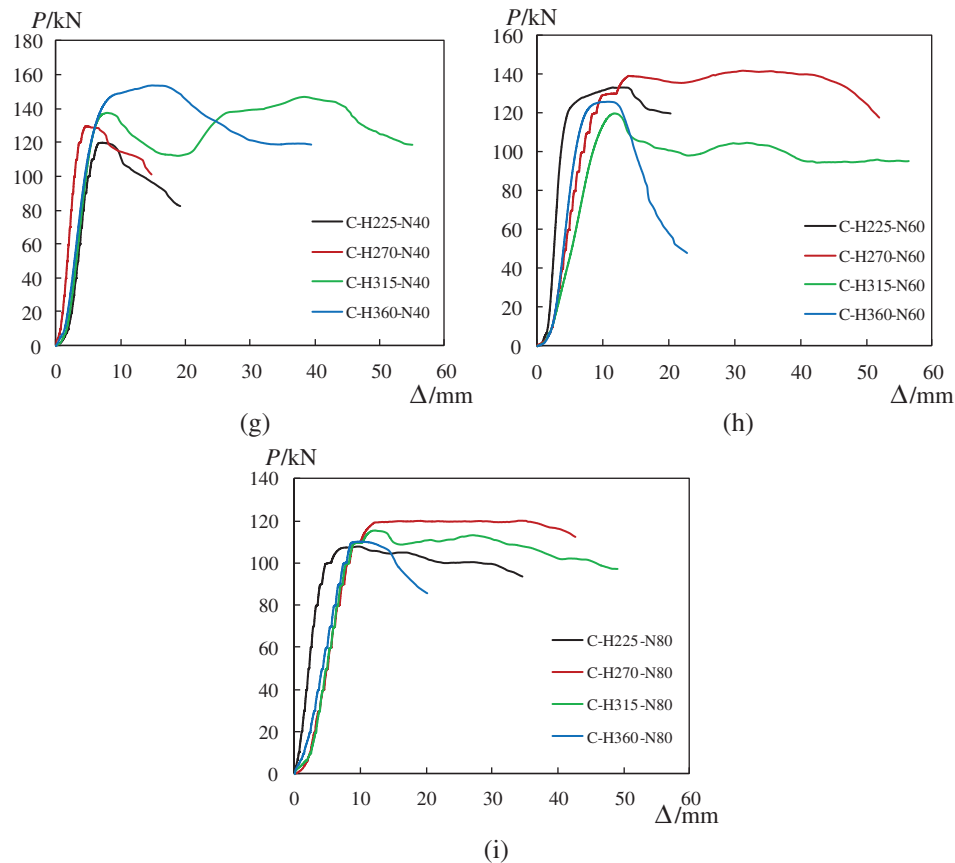 P/kN
180
160
140
120
100
80
60
40
20
0
C-H225-N40
C-H270-N40
C-H315-N40
C-H360-N40
0 10 20 30 40 50 60
Δ/mm
(g)
P/kN
160
140
120
100
80
60
40
20
0
C-H225-N60
C-H270-N60
C-H315-N60
C-H360-N60
0 10 20 30 40 50 60
Δ/mm
(h)
P/kN
140
120
100
80
60
40
20
0
C-H225-N80
C-H270-N80
C-H315-N80
C-H360-N80
0 10 20 30 40 50 60
Δ/mm
(i)